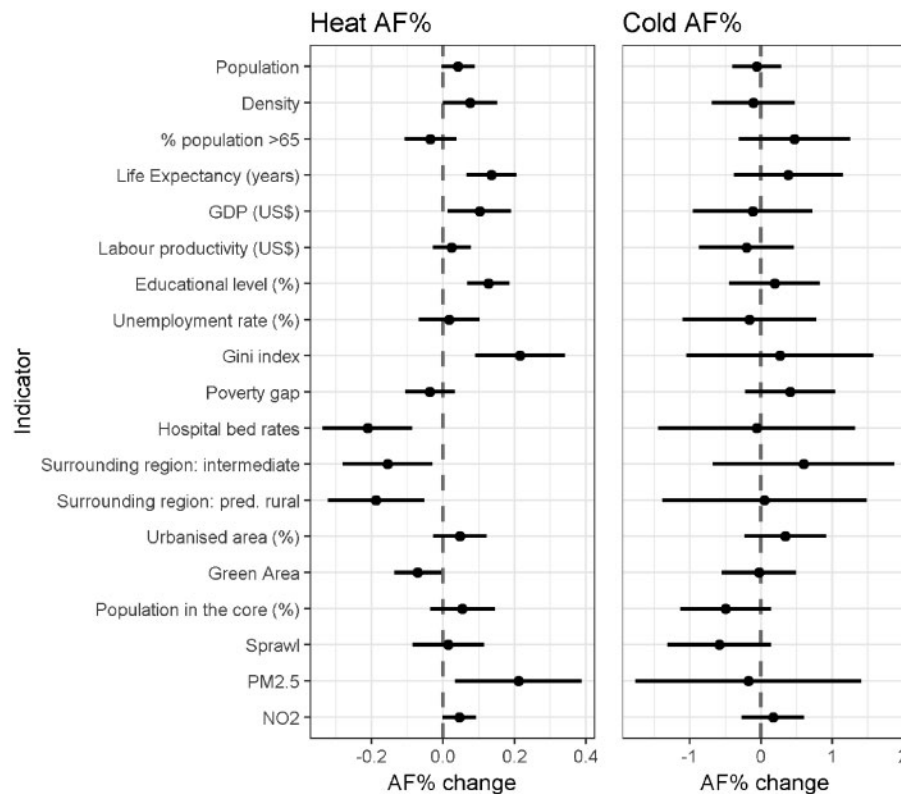 Heat AF%
Cold AF%
Indicator
Population
Density
% population >65
Life Expectancy (years)
GDP (US$)
Labour productivity (US$)
Educational level (%)
Unemployment rate (%)
Gini index
Poverty gap
Hospital bed rates
Surrounding region: intermediate
Surrounding region: pred. rural
Urbanised area (%)
Green Area
Population in the core (%)
Sprawl
PM2.5
NO2
-0.2 0.0 0.2 0.4
-1 0 1 2
AF% change
AF% change